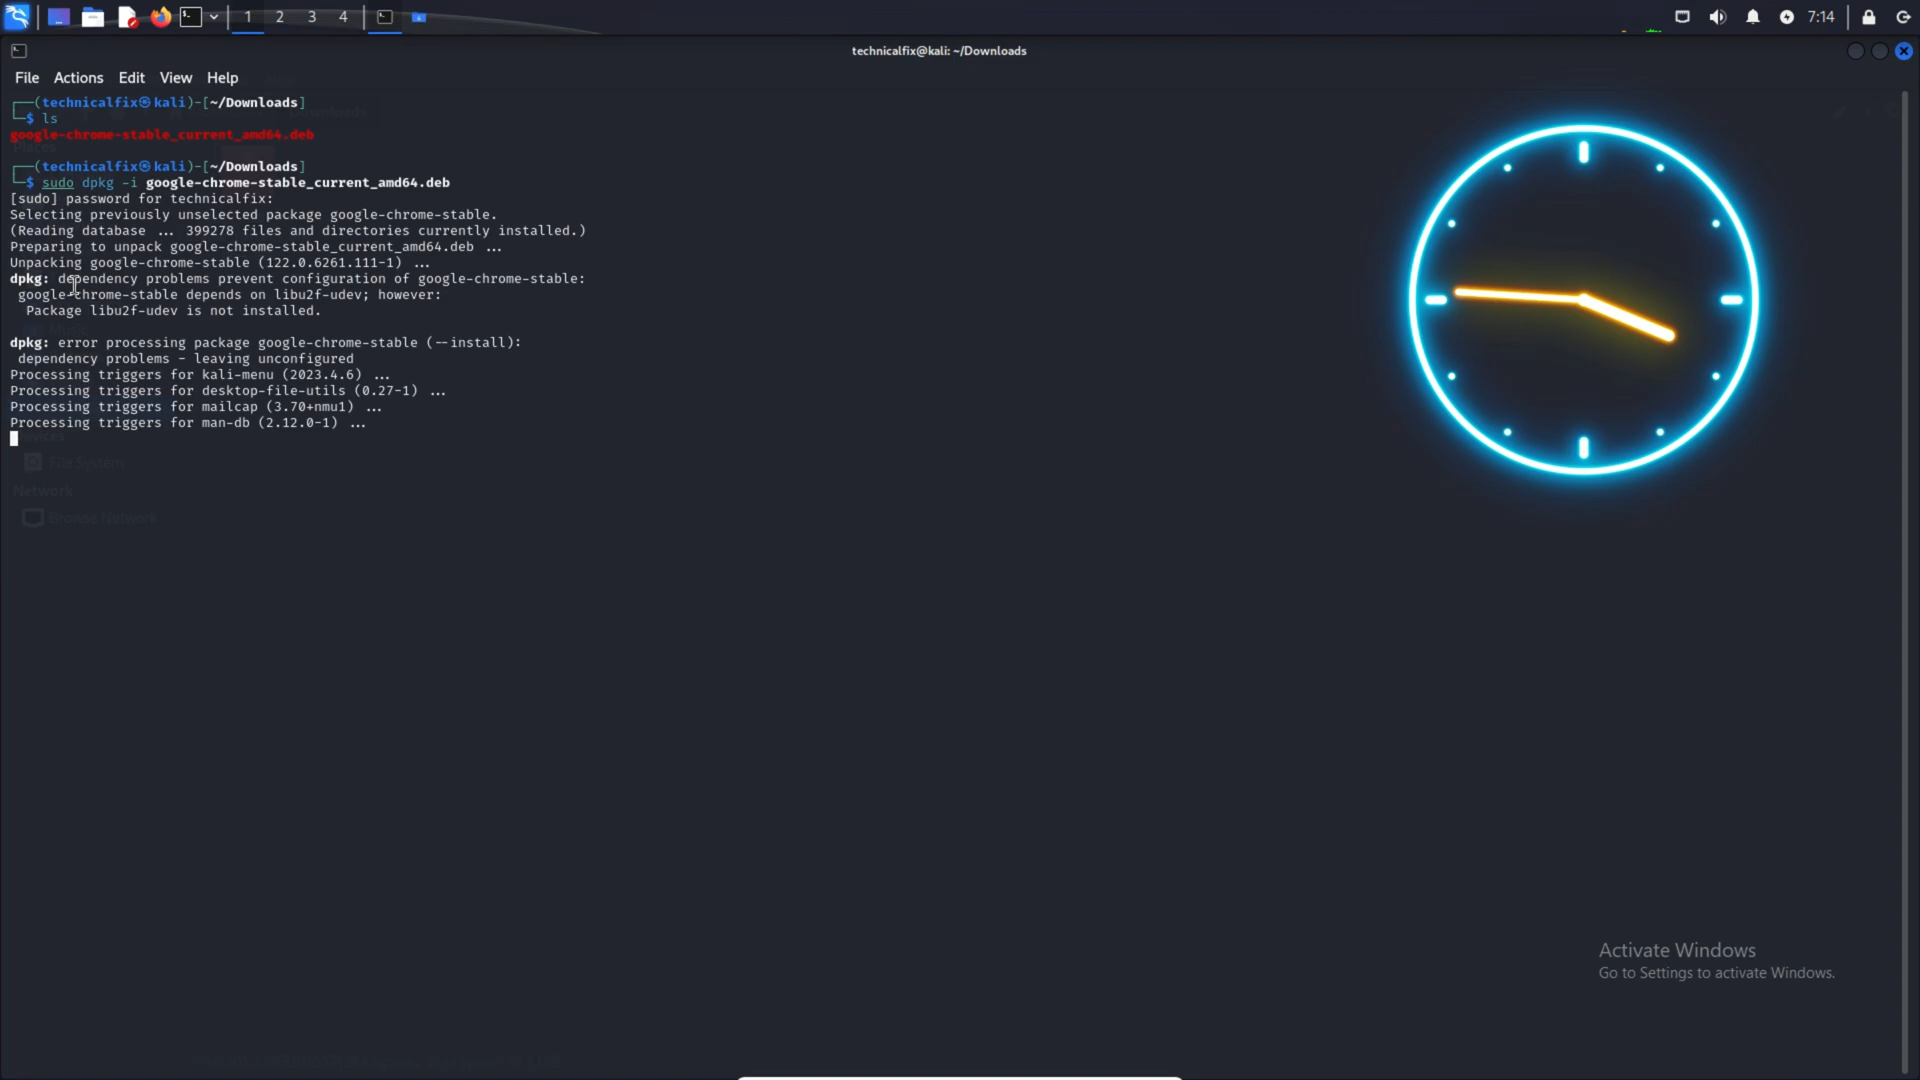 1 2 3 4
7:14
technicalfix@kali: ~/Downloads
File Actions Edit View Help
┌──(technicalfix㉿kali)-[~/Downloads]
└─$ ls
google-chrome-stable_current_amd64.deb
┌──(technicalfix㉿kali)-[~/Downloads]
└─$ sudo dpkg -i google-chrome-stable_current_amd64.deb
[sudo] password for technicalfix:
Selecting previously unselected package google-chrome-stable.
(Reading database ... 399278 files and directories currently installed.)
Preparing to unpack google-chrome-stable_current_amd64.deb ...
Unpacking google-chrome-stable (122.0.6261.111-1) ...
dpkg: dependency problems prevent configuration of google-chrome-stable:
google-chrome-stable depends on libu2f-udev; however:
Package libu2f-udev is not installed.
dpkg: error processing package google-chrome-stable (--install):
dependency problems - leaving unconfigured
Processing triggers for kali-menu (2023.4.6) ...
Processing triggers for desktop-file-utils (0.27-1) ...
Processing triggers for mailcap (3.70+nmu1) ...
Processing triggers for man-db (2.12.0-1) ...
File System
Network
Browse Network
Activate Windows
Go to Settings to activate Windows.